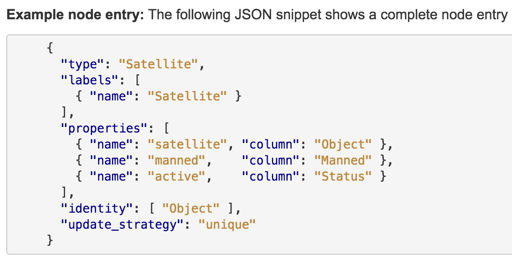 Example node entry: The following JSON snippet shows a complete node entry
{
"type": "Satellite",
"labels": [
{ "name": "Satellite" }
],
"properties": [
{ "name": "satellite", "column": "Object" },
{ "name": "manned",    "column": "Manned" },
{ "name": "active",    "column": "Status" }
],
"identity": [ "Object" ],
"update_strategy": "unique"
}